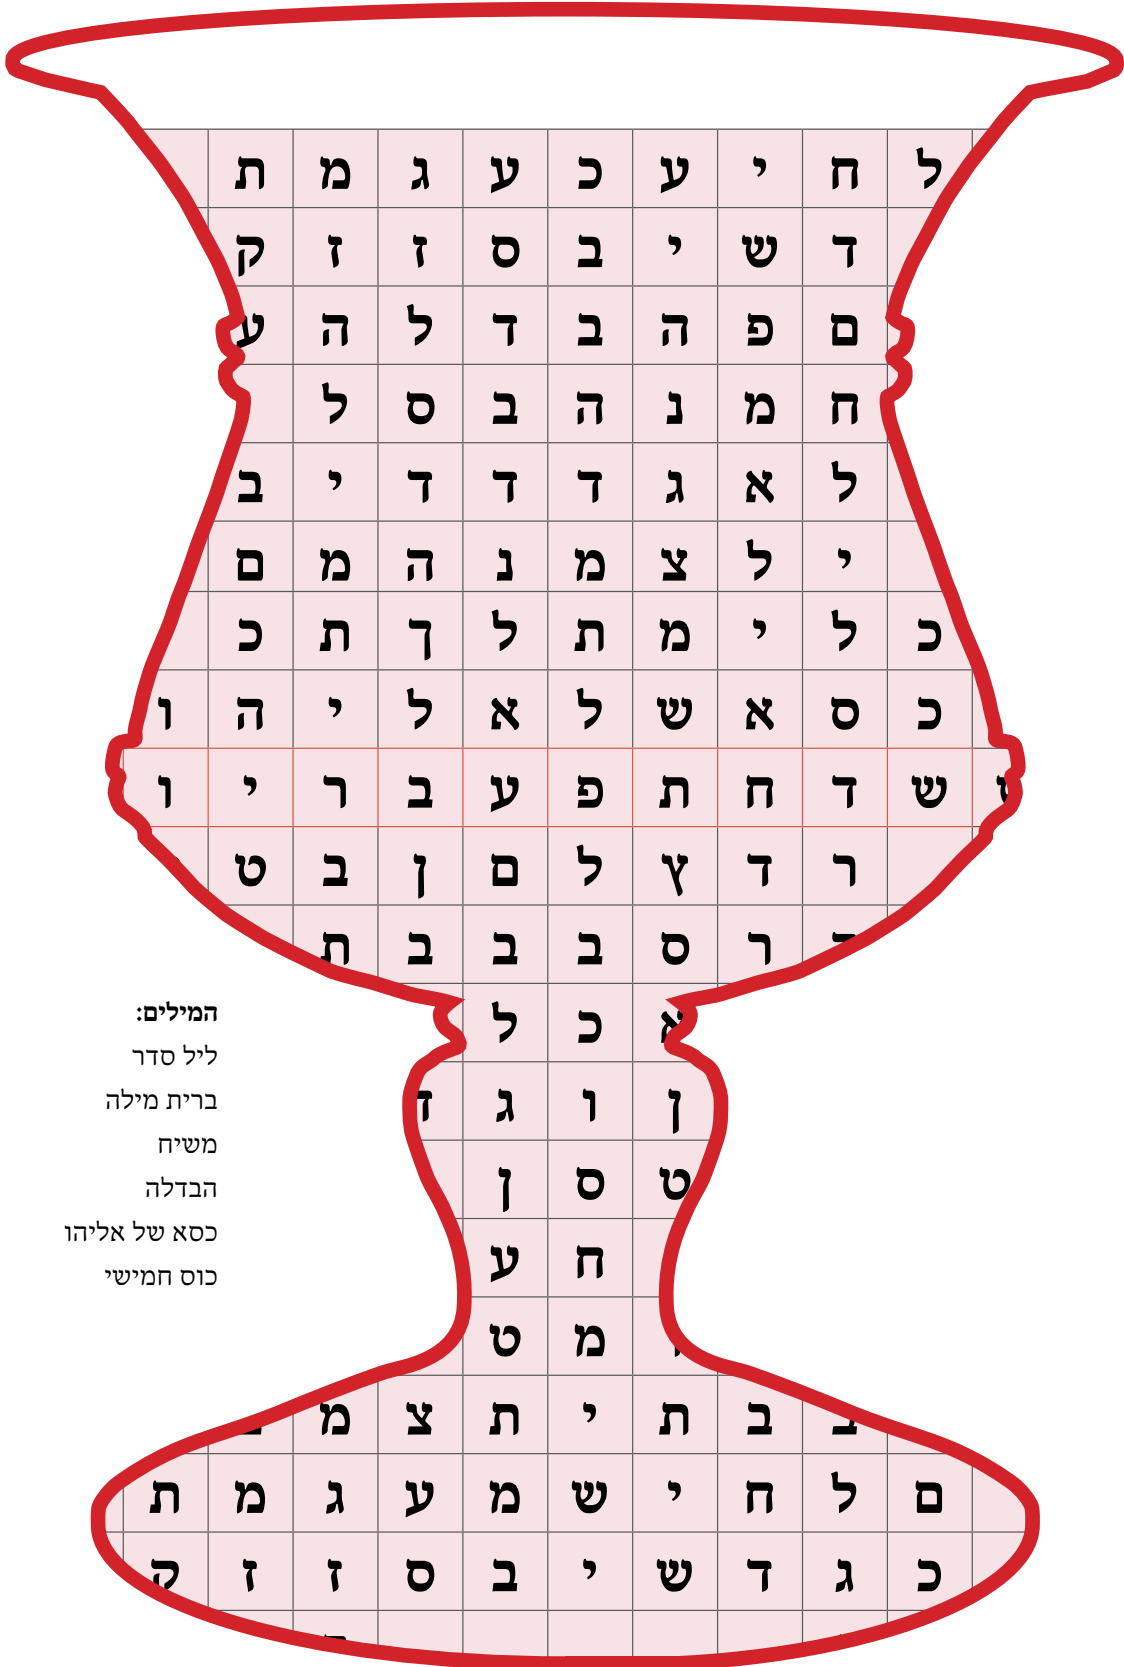 ל ח י ע כ ע ג מ ת
ד ש י ב ס ז ז ק
ם פ ה ב ד ל ה ע
ח מ נ ה ב ס ל
ל א ג ד ד ד י ב
י ל צ מ נ ה מ ם
כ ל י מ ת ל ך ת כ
כ ס א ש ל א ל י ה ו
ש ד ח ת פ ע ב ר י ו
ר ד ץ ל ם ן ב ט
ר ס ב ב ב ת
א כ ל
ן ו ג ד
ט ס ן
ח ע
מ ט
ב ב ת י ת צ מ
ם ל ח י ש מ ע ג מ ת
כ ג ד ש י ב ס ז ז ק
המילים:
ליל סדר
ברית מילה
משיח
הבדלה
כסא של אליהו
כוס חמישי